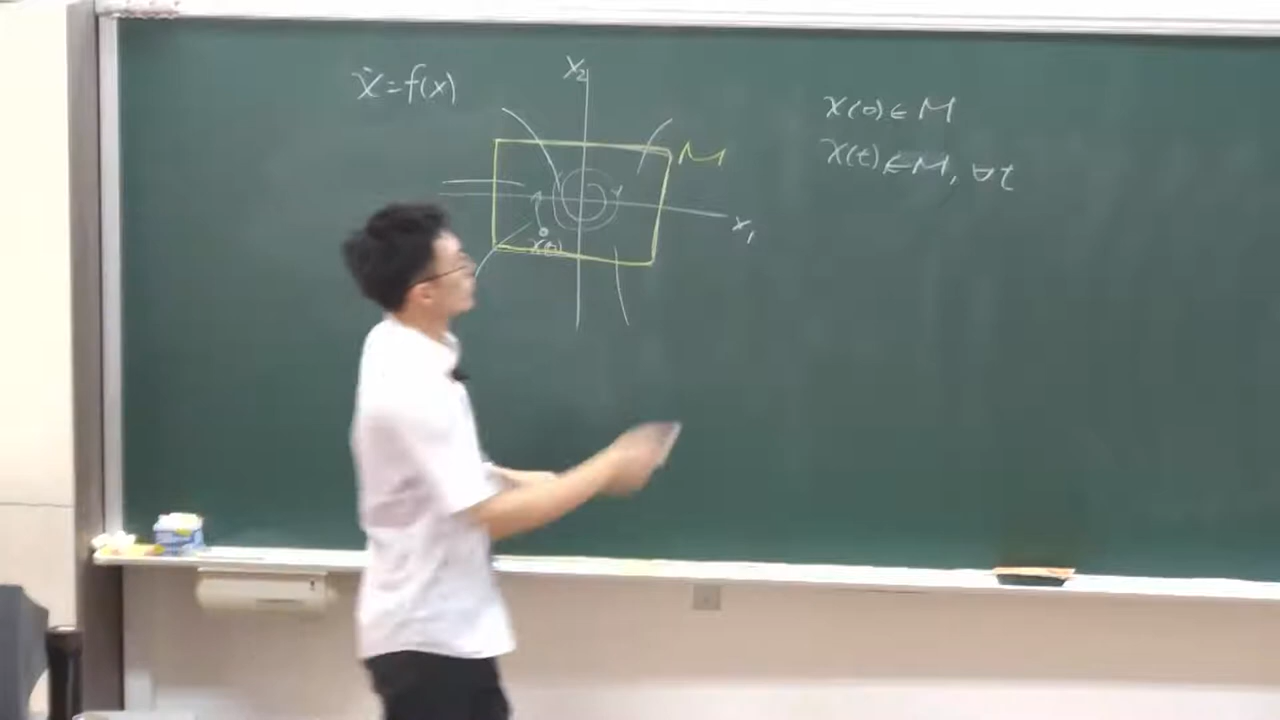 ẋ = f(x)
x₂
M
x₁
x(0)
x(0) ∈ M
x(t) ∈ M, ∀t